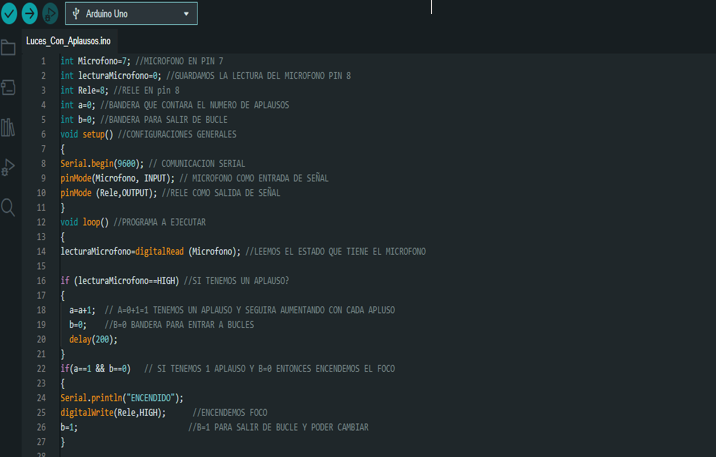 Arduino Uno
Luces_Con_Aplausos.ino
1 int Microfono=7; //MICROFONO EN PIN 7
2 int lecturaMicrofono=0; //GUARDAMOS LA LECTURA DEL MICROFONO PIN 8
3 int Rele=8; //RELE EN pin 8
4 int a=0; //BANDERA QUE CONTARA EL NUMERO DE APLAUSOS
5 int b=0; //BANDERA PARA SALIR DE BUCLE
6 void setup() //CONFIGURACIONES GENERALES
7 {
8 Serial.begin(9600); // COMUNICACION SERIAL
9 pinMode(Microfono, INPUT); // MICROFONO COMO ENTRADA DE SEÑAL
10 pinMode (Rele,OUTPUT); //RELE COMO SALIDA DE SEÑAL
11 }
12 void loop() //PROGRAMA A EJECUTAR
13 {
14 lecturaMicrofono=digitalRead (Microfono); //LEEMOS EL ESTADO QUE TIENE EL MICROFONO
15
16 if (lecturaMicrofono==HIGH) //SI TENEMOS UN APLAUSO?
17 {
18 a=a+1; // A=0+1=1 TENEMOS UN APLAUSO Y SEGUIRA AUMENTANDO CON CADA APLUSO
19 b=0; //B=0 BANDERA PARA ENTRAR A BUCLES
20 delay(200);
21 }
22 if(a==1 && b==0) // SI TENEMOS 1 APLAUSO Y B=0 ENTONCES ENCENDEMOS EL FOCO
23 {
24 Serial.println("ENCENDIDO");
25 digitalWrite(Rele,HIGH); //ENCENDEMOS FOCO
26 b=1; //B=1 PARA SALIR DE BUCLE Y PODER CAMBIAR
27 }
28